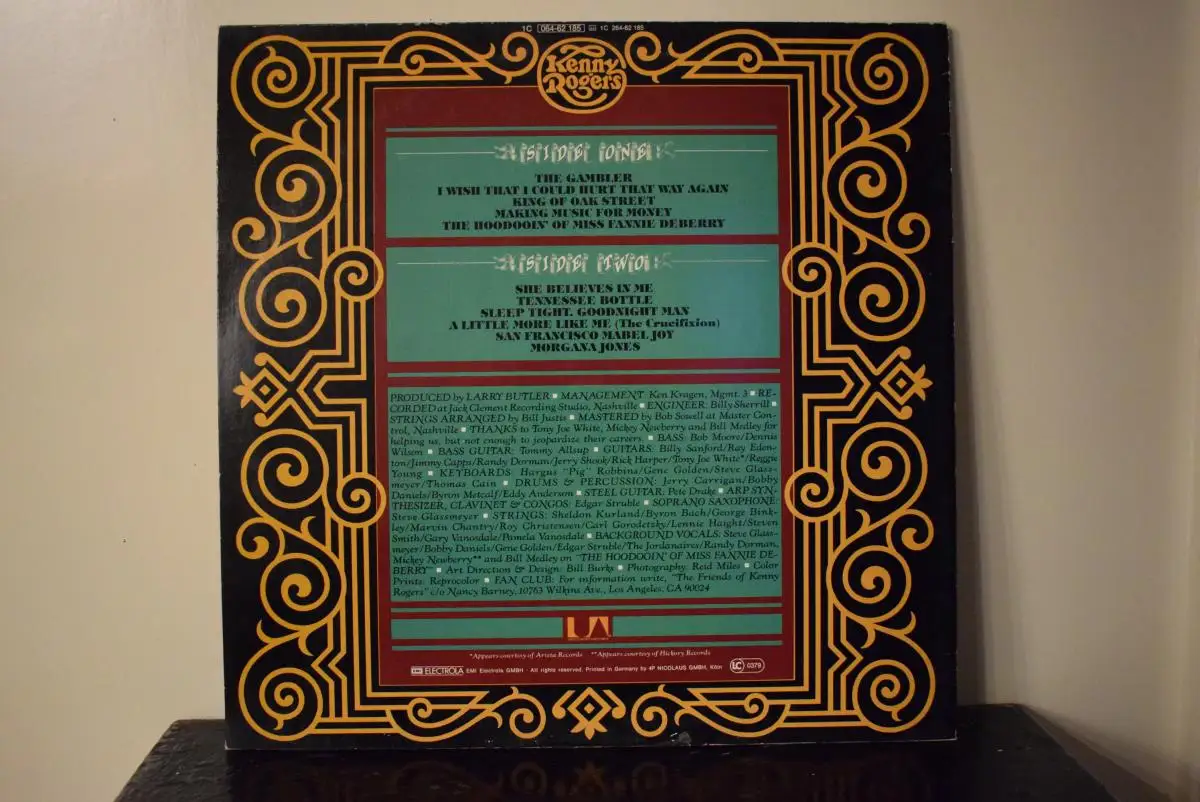 1C 064-62 185 1C 264-62 185
Kenny
Rogers
SIDE ONE
THE GAMBLER
I WISH THAT I COULD HURT THAT WAY AGAIN
KING OF OAK STREET
MAKING MUSIC FOR MONEY
THE HOODOOIN' OF MISS FANNIE DEBERRY
SIDE TWO
SHE BELIEVES IN ME
TENNESSEE BOTTLE
SLEEP TIGHT, GOODNIGHT MAN
A LITTLE MORE LIKE ME (The Crucifixion)
SAN FRANCISCO MABEL JOY
MORGANA JONES
PRODUCED by LARRY BUTLER ▪ MANAGEMENT Ken Kragen, Mgmt. 3 ▪ RE-
CORDED at Jack Clement Recording Studio, Nashville ▪ ENGINEER: Billy Sherrill ▪
STRINGS ARRANGED by Bill Justis ▪ MASTERED by Bob Sowell at Master Con-
trol, Nashville ▪ THANKS to Tony Joe White, Mickey Newberry and Bill Medley for
helping us, but not enough to jeopardize their careers. ▪ BASS: Bob Moore/Dennis
Wilson ▪ BASS GUITAR: Tommy Allsup ▪ GUITARS: Billy Sanford/Ray Eden-
ton/Jimmy Capps/Randy Dorman/Jerry Shook/Rick Harper/Tony Joe White*/Reggie
Young ▪ KEYBOARDS: Hargus "Pig" Robbins/Gene Golden/Steve Glass-
meyer/Thomas Cain ▪ DRUMS & PERCUSSION: Jerry Carrigan/Bobby
Daniels/Byron Metcalf/Eddy Anderson ▪ STEEL GUITAR: Pete Drake ▪ ARP SYN-
THESIZER, CLAVINET & CONGOS: Edgar Struble ▪ SOPRANO SAXOPHONE:
Steve Glassmeyer ▪ STRINGS: Sheldon Kurland/Byron Bach/George Bink-
ley/Marvin Chantry/Roy Christensen/Carl Gorodetzky/Lennie Haight/Steven
Smith/Gary Vanosdale/Pamela Vanosdale ▪ BACKGROUND VOCALS: Steve Glass-
meyer/Bobby Daniels/Gene Golden/Edgar Struble/The Jordanaires/Randy Dorman,
Mickey Newberry** and Bill Medley on "THE HOODOOIN' OF MISS FANNIE DE-
BERRY" ▪ Art Direction & Design: Bill Burks ▪ Photography: Reid Miles ▪ Color
Prints: Reprocolor ▪ FAN CLUB: For information write, "The Friends of Kenny
Rogers" c/o Nancy Barney, 10763 Wilkins Ave., Los Angeles, CA 90024
UA
*Appears courtesy of Arista Records **Appears courtesy of Hickory Records
EMI ELECTROLA EMI Electrola GMBH · All rights reserved. Printed in Germany by 4P NICOLAUS GMBH, Köln LC 0379